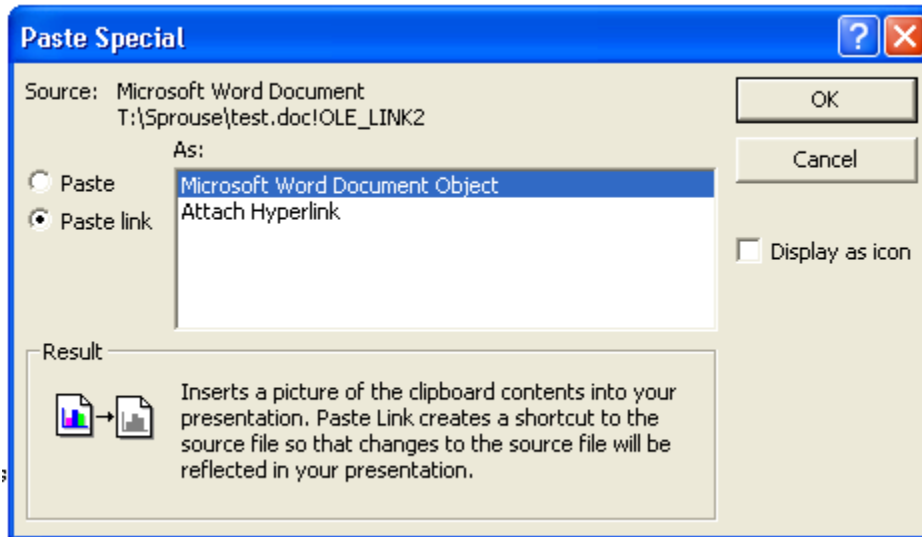 Paste Special
Source: Microsoft Word Document
T:\Sprouse\test.doc!OLE_LINK2
As:
Paste
Paste link
Microsoft Word Document Object
Attach Hyperlink
OK
Cancel
Display as icon
Result
Inserts a picture of the clipboard contents into your
presentation. Paste Link creates a shortcut to the
source file so that changes to the source file will be
reflected in your presentation.